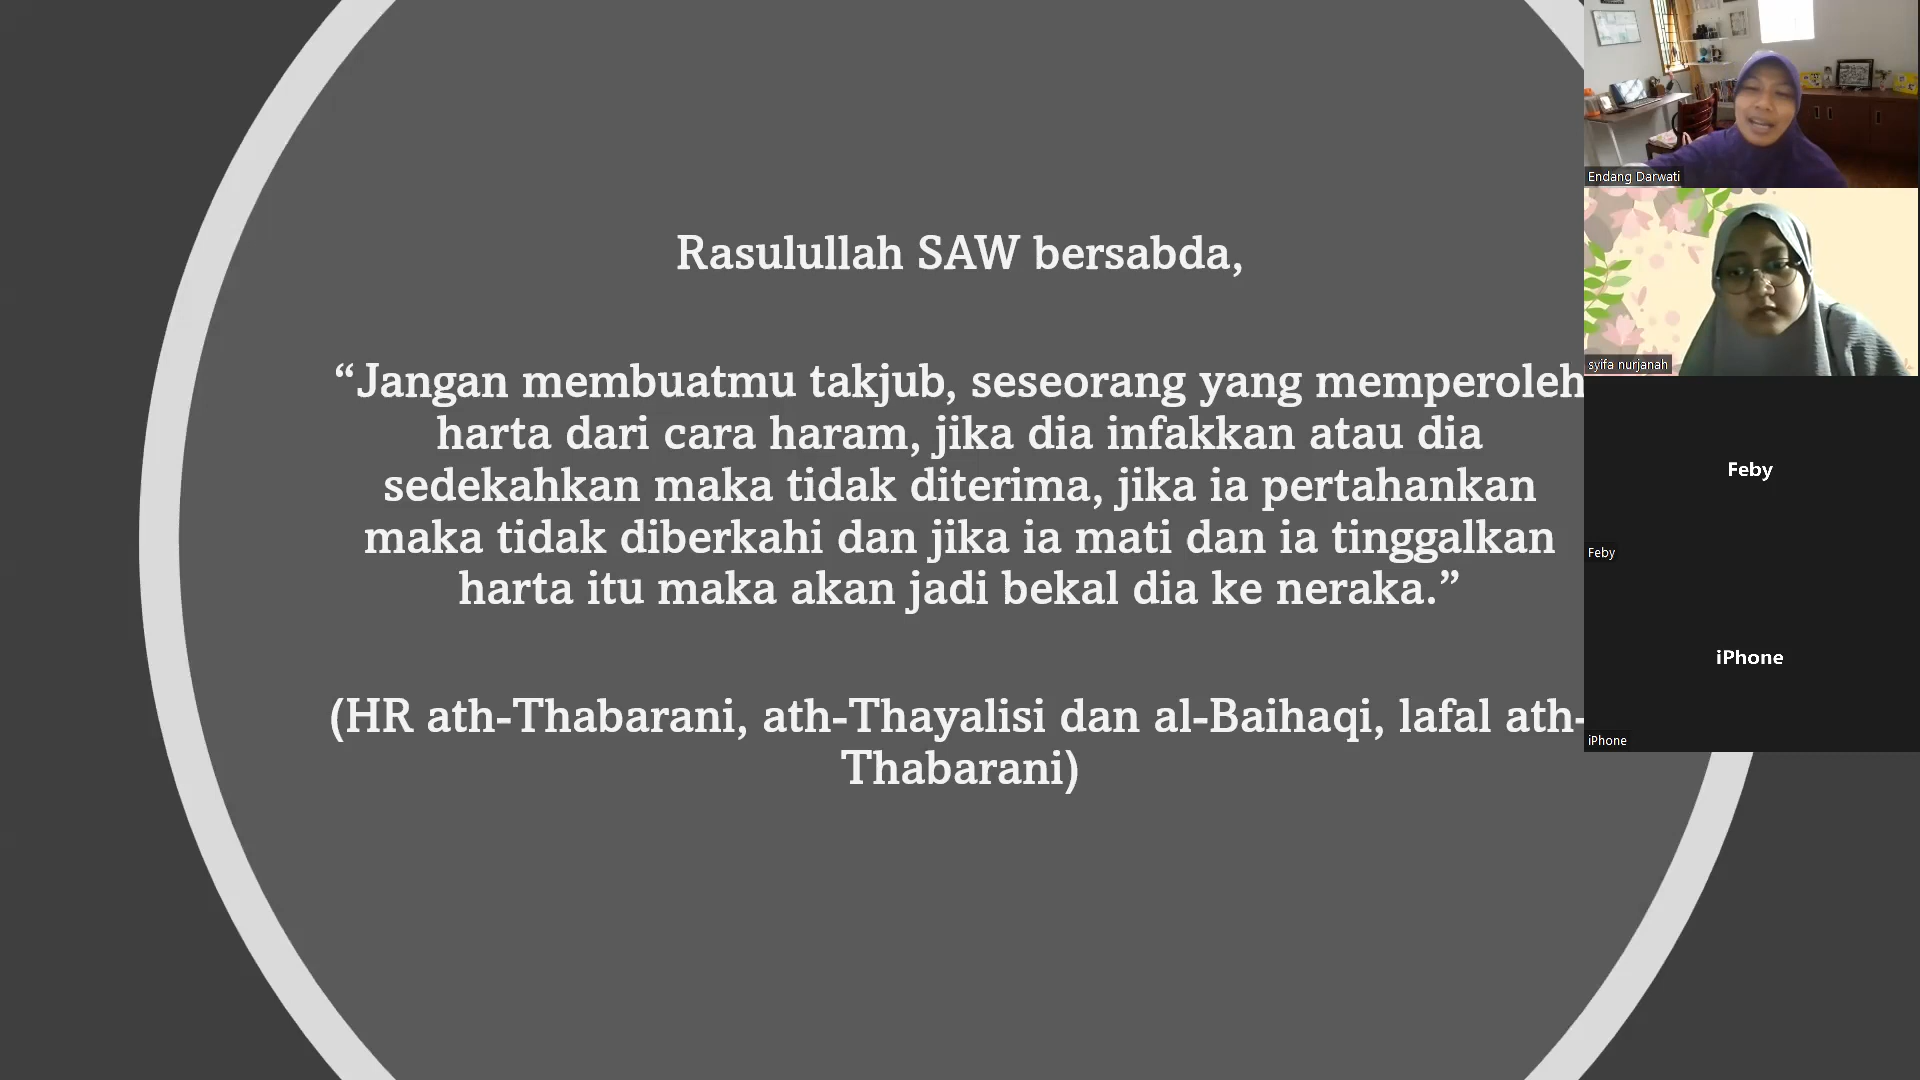 Rasulullah SAW bersabda,
“Jangan membuatmu takjub, seseorang yang memperoleh
harta dari cara haram, jika dia infakkan atau dia
sedekahkan maka tidak diterima, jika ia pertahankan
maka tidak diberkahi dan jika ia mati dan ia tinggalkan
harta itu maka akan jadi bekal dia ke neraka.”
(HR ath-Thabarani, ath-Thayalisi dan al-Baihaqi, lafal ath-
Thabarani)
Endang Darwati
syifa nurjanah
Feby
Feby
iPhone
iPhone